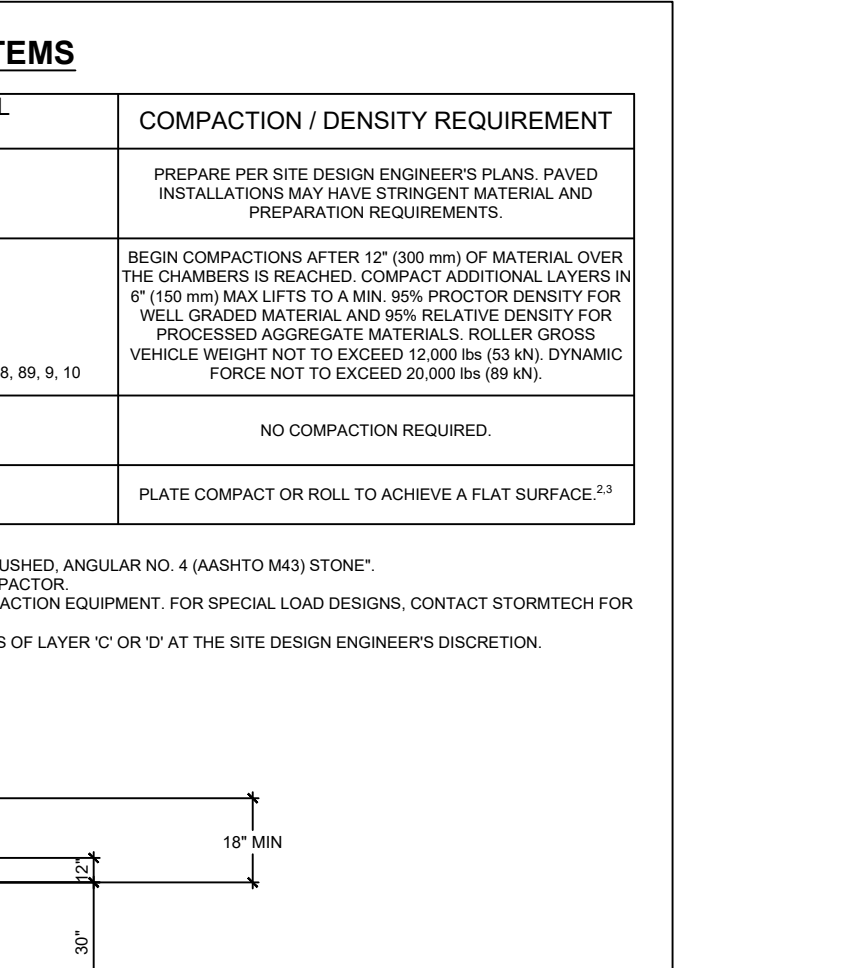 TEMS
L
COMPACTION / DENSITY REQUIREMENT
PREPARE PER SITE DESIGN ENGINEER'S PLANS. PAVED
INSTALLATIONS MAY HAVE STRINGENT MATERIAL AND
PREPARATION REQUIREMENTS.
BEGIN COMPACTIONS AFTER 12" (300 mm) OF MATERIAL OVER
THE CHAMBERS IS REACHED. COMPACT ADDITIONAL LAYERS IN
6" (150 mm) MAX LIFTS TO A MIN. 95% PROCTOR DENSITY FOR
WELL GRADED MATERIAL AND 95% RELATIVE DENSITY FOR
PROCESSED AGGREGATE MATERIALS. ROLLER GROSS
VEHICLE WEIGHT NOT TO EXCEED 12,000 lbs (53 kN). DYNAMIC
FORCE NOT TO EXCEED 20,000 lbs (89 kN).
8, 89, 9, 10
NO COMPACTION REQUIRED.
PLATE COMPACT OR ROLL TO ACHIEVE A FLAT SURFACE.2,3
USHED, ANGULAR NO. 4 (AASHTO M43) STONE".
PACTOR.
ACTION EQUIPMENT. FOR SPECIAL LOAD DESIGNS, CONTACT STORMTECH FOR
S OF LAYER 'C' OR 'D' AT THE SITE DESIGN ENGINEER'S DISCRETION.
18" MIN
12"
30"